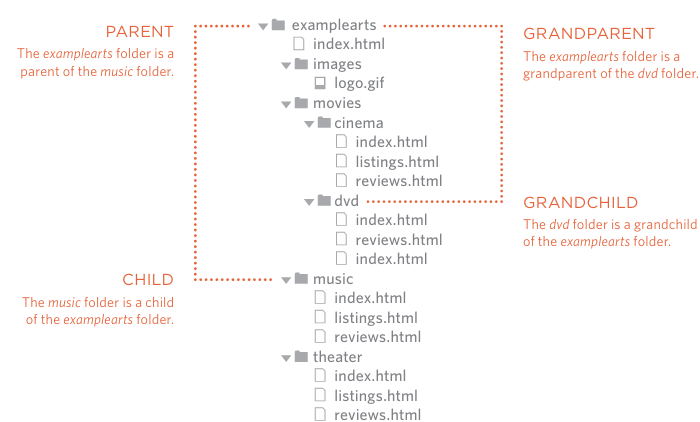 PARENT
The examplearts folder is a
parent of the music folder.
examplearts
index.html
images
logo.gif
movies
cinema
index.html
listings.html
reviews.html
dvd
index.html
reviews.html
index.html
music
index.html
listings.html
reviews.html
theater
index.html
listings.html
reviews.html
GRANDPARENT
The examplearts folder is a
grandparent of the dvd folder.
GRANDCHILD
The dvd folder is a grandchild
of the examplearts folder.
CHILD
The music folder is a child
of the examplearts folder.